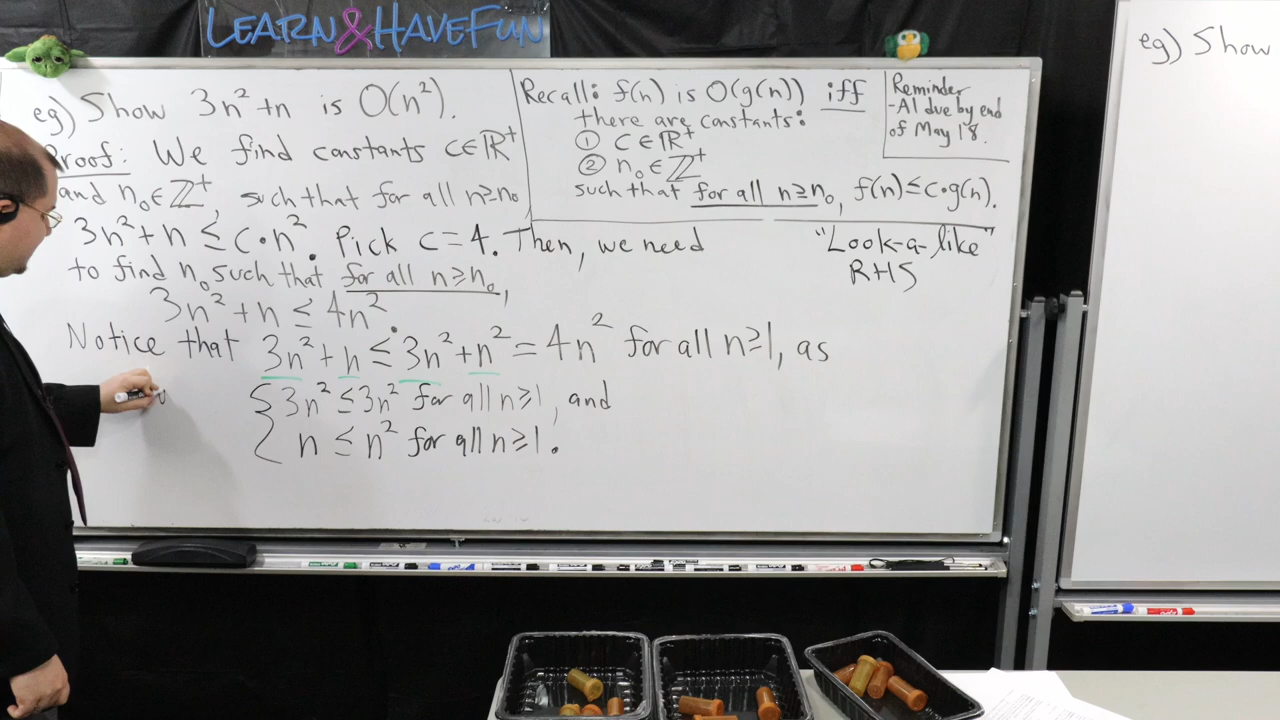 LEARN&HAVEFUN
eg) Show 3n²+n is O(n²).
Proof: We find constants c∈ℝ⁺
and n₀∈ℤ⁺, such that for all n≥n₀
3n²+n ≤ c·n². Pick c=4. Then, we need
to find n₀ such that for all n≥n₀,
3n²+n ≤ 4n².
Notice that 3n²+n ≤ 3n²+n² = 4n² for all n≥1, as
{ 3n² ≤ 3n² for all n≥1, and
n ≤ n² for all n≥1.
Recall: f(n) is O(g(n)) iff
there are constants:
① C∈ℝ⁺
② n₀∈ℤ⁺
such that for all n≥n₀, f(n)≤c·g(n).
Reminder
-A1 due by end
of May 18.
"Look-a-like"
RHS
eg) Show